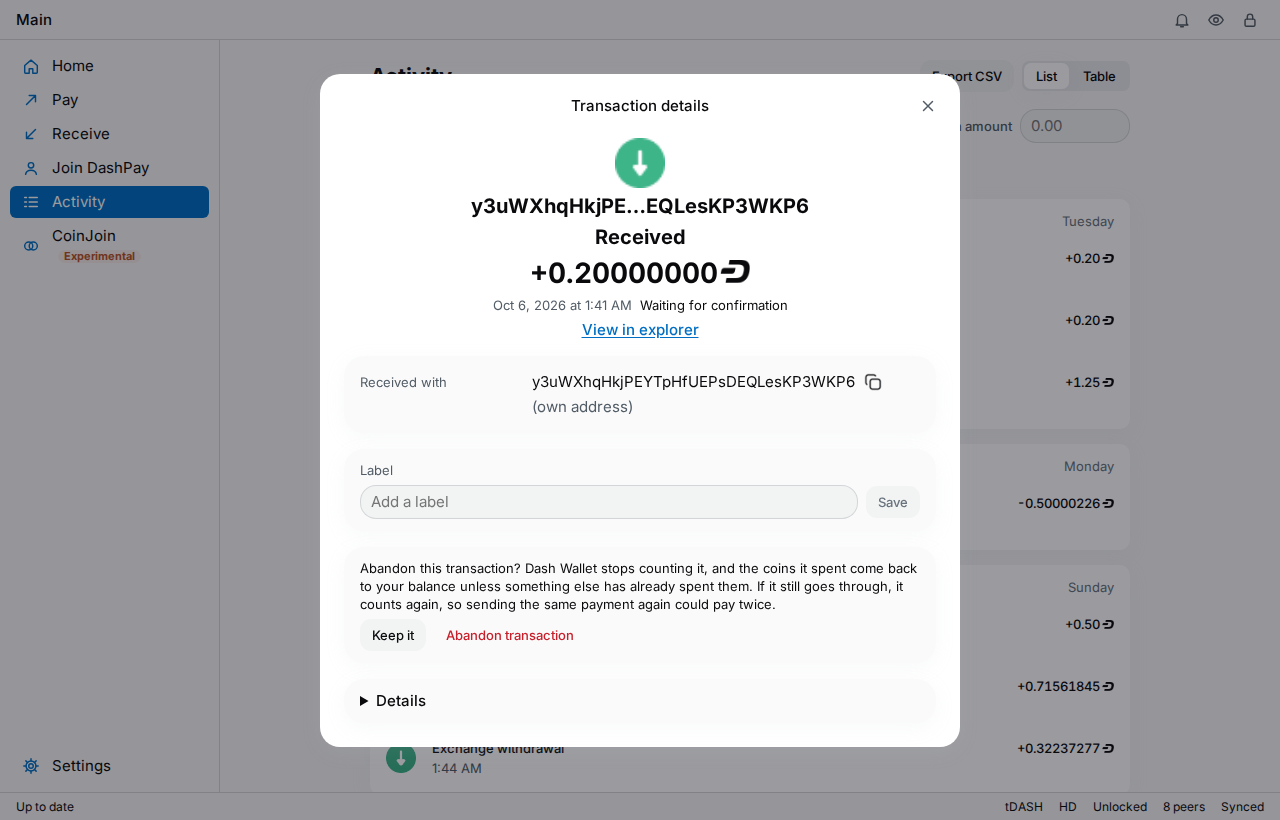 Main
Home
Pay
Receive
Join DashPay
Activity
CoinJoin
Experimental
Settings
List
Table
amount
0.00
Transaction details
y3uWXhqHkjPE...EQLesKP3WKP6
Received
+0.20000000
Oct 6, 2026 at 1:41 AM Waiting for confirmation
View in explorer
Received with
y3uWXhqHkjPEYTpHfUEPsDEQLesKP3WKP6
(own address)
Label
Add a label
Save
Abandon this transaction? Dash Wallet stops counting it, and the coins it spent come back
to your balance unless something else has already spent them. If it still goes through, it
counts again, so sending the same payment again could pay twice.
Keep it
Abandon transaction
Details
Tuesday
+0.20
+0.20
+1.25
Monday
-0.50000226
Sunday
+0.50
+0.71561845
Exchange withdrawal
1:44 AM
+0.32237277
Up to date
tDASH HD Unlocked 8 peers Synced